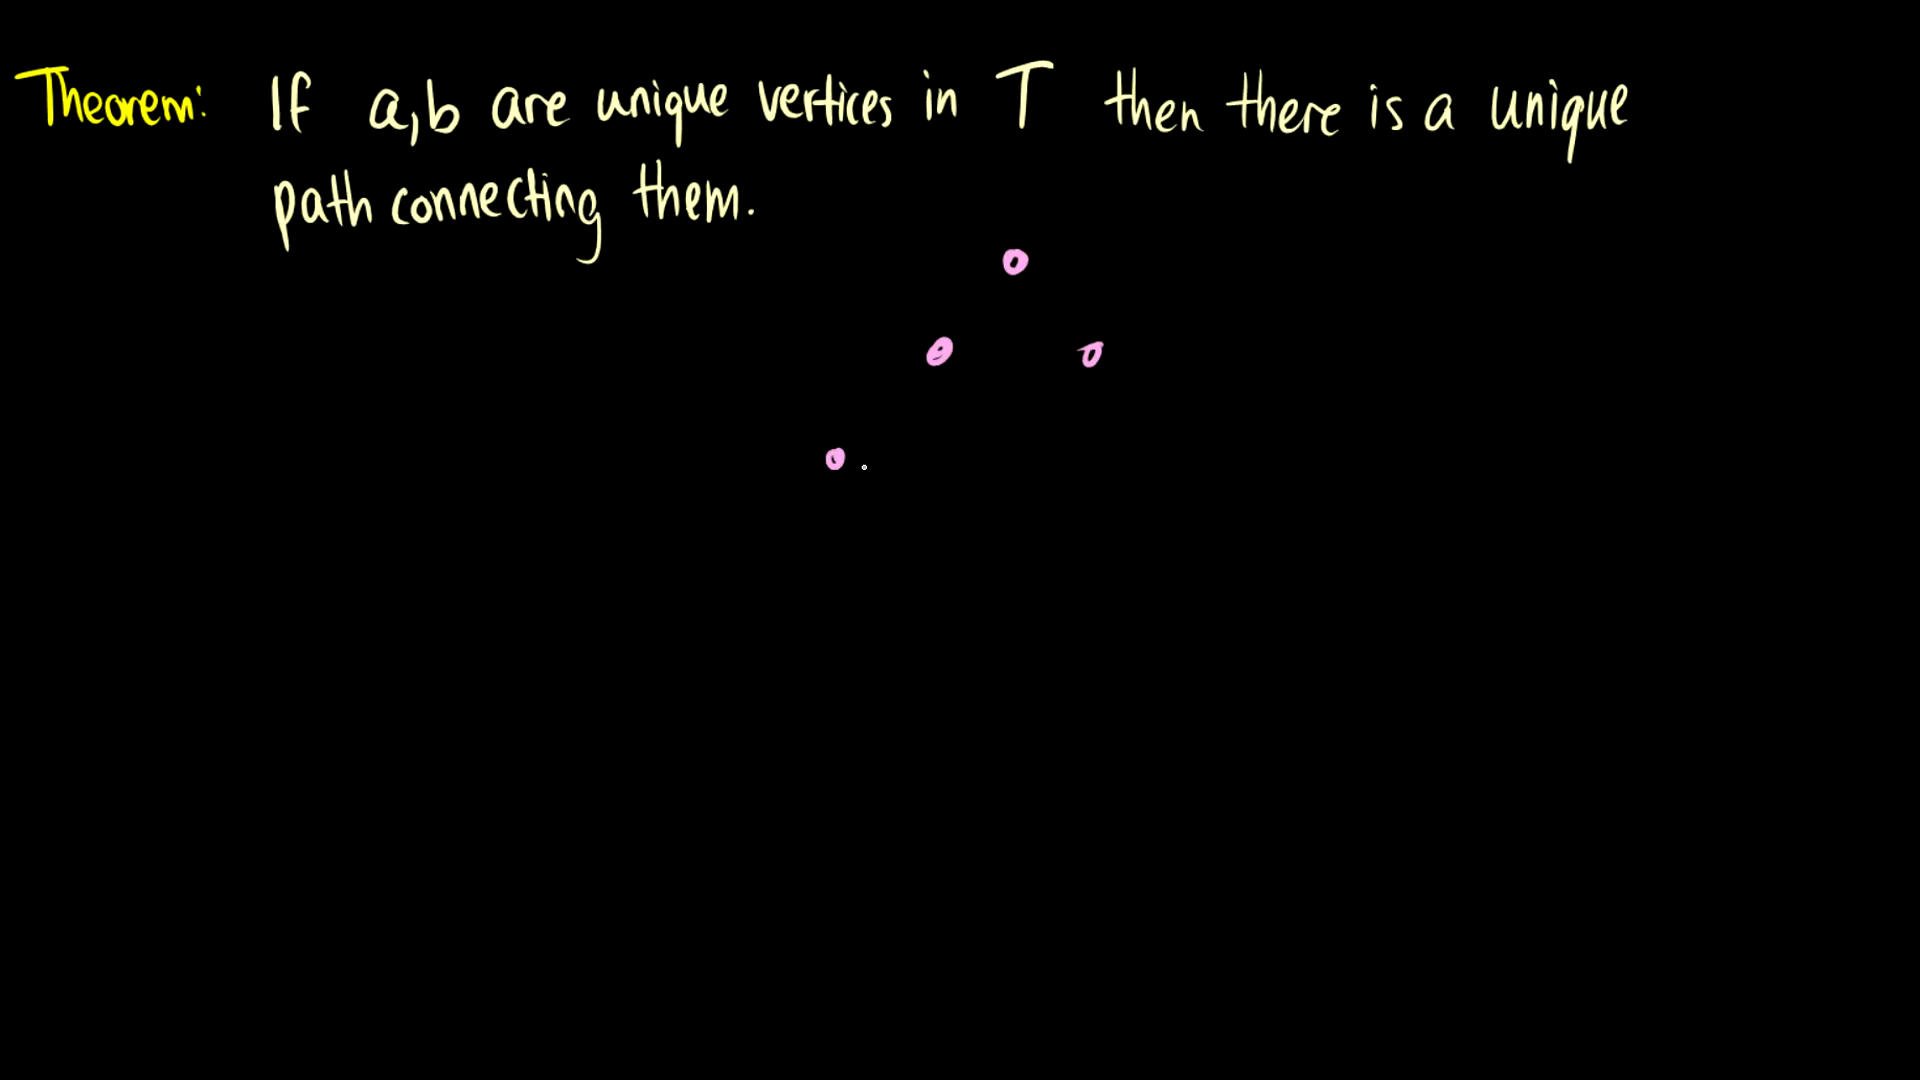 Theorem: If a,b are unique vertices in T then there is a unique
path connecting them.